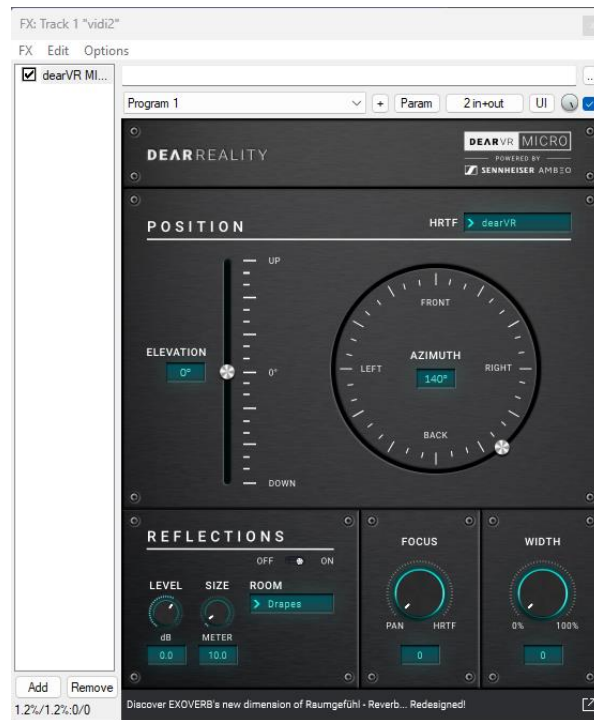 FX: Track 1 "vidi2"
FX Edit Options
dearVR MI...
...
Program 1 + Param 2 in+out UI
DEARREALITY
DEARVR MICRO
POWERED BY
SENNHEISER AMBEO
POSITION
HRTF > dearVR
UP
FRONT
ELEVATION
0°
0°
LEFT
AZIMUTH
140°
RIGHT
BACK
DOWN
REFLECTIONS
OFF ON
LEVEL SIZE ROOM
> Drapes
dB METER
0.0 10.0
FOCUS
PAN HRTF
0
WIDTH
0% 100%
0
Add Remove
1.2%/1.2%:0/0
Discover EXOVERB's new dimension of Raumgefühl - Reverb... Redesigned!